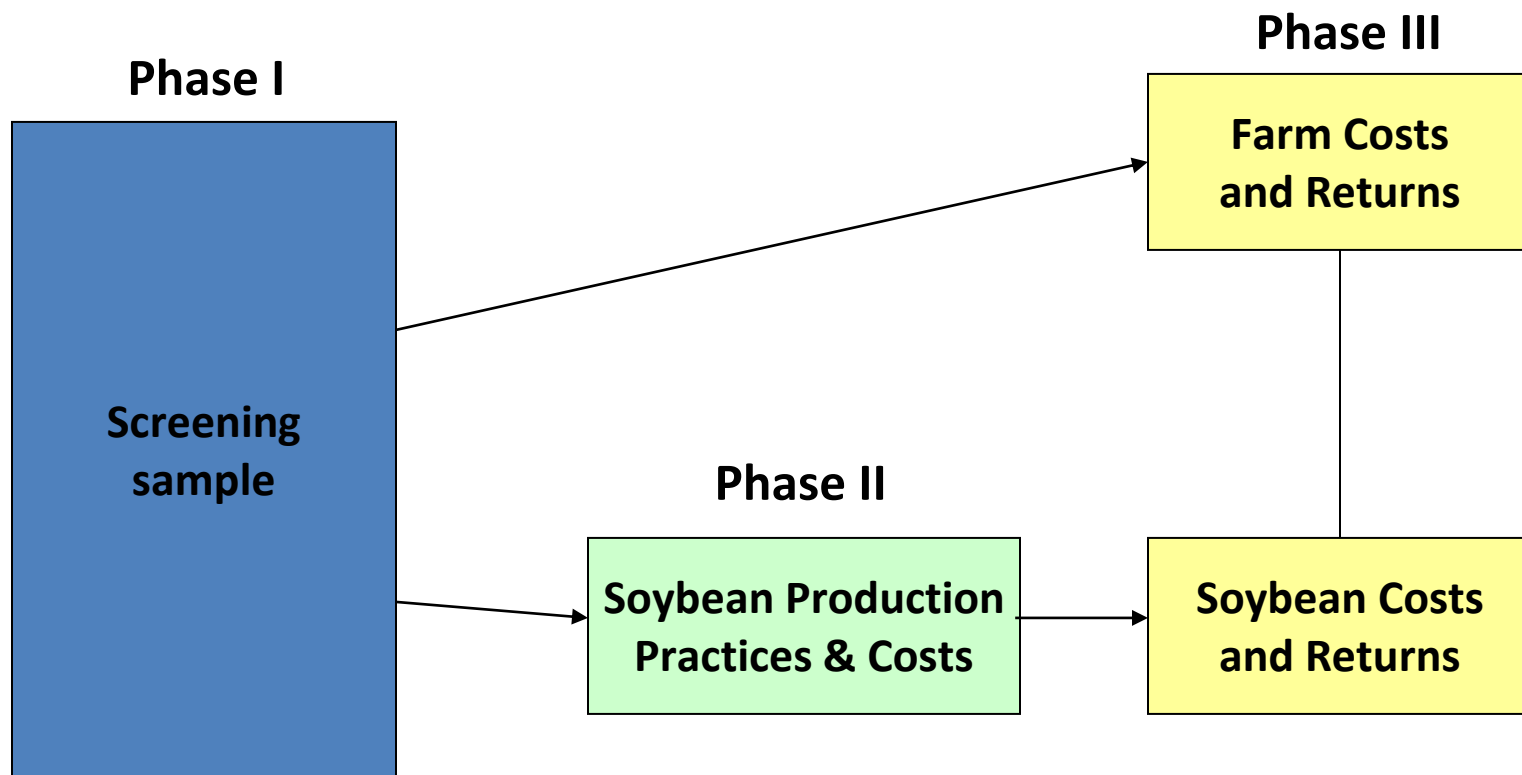 Phase I
Screening
sample
Phase II
Soybean Production
Practices & Costs
Phase III
Farm Costs
and Returns
Soybean Costs
and Returns